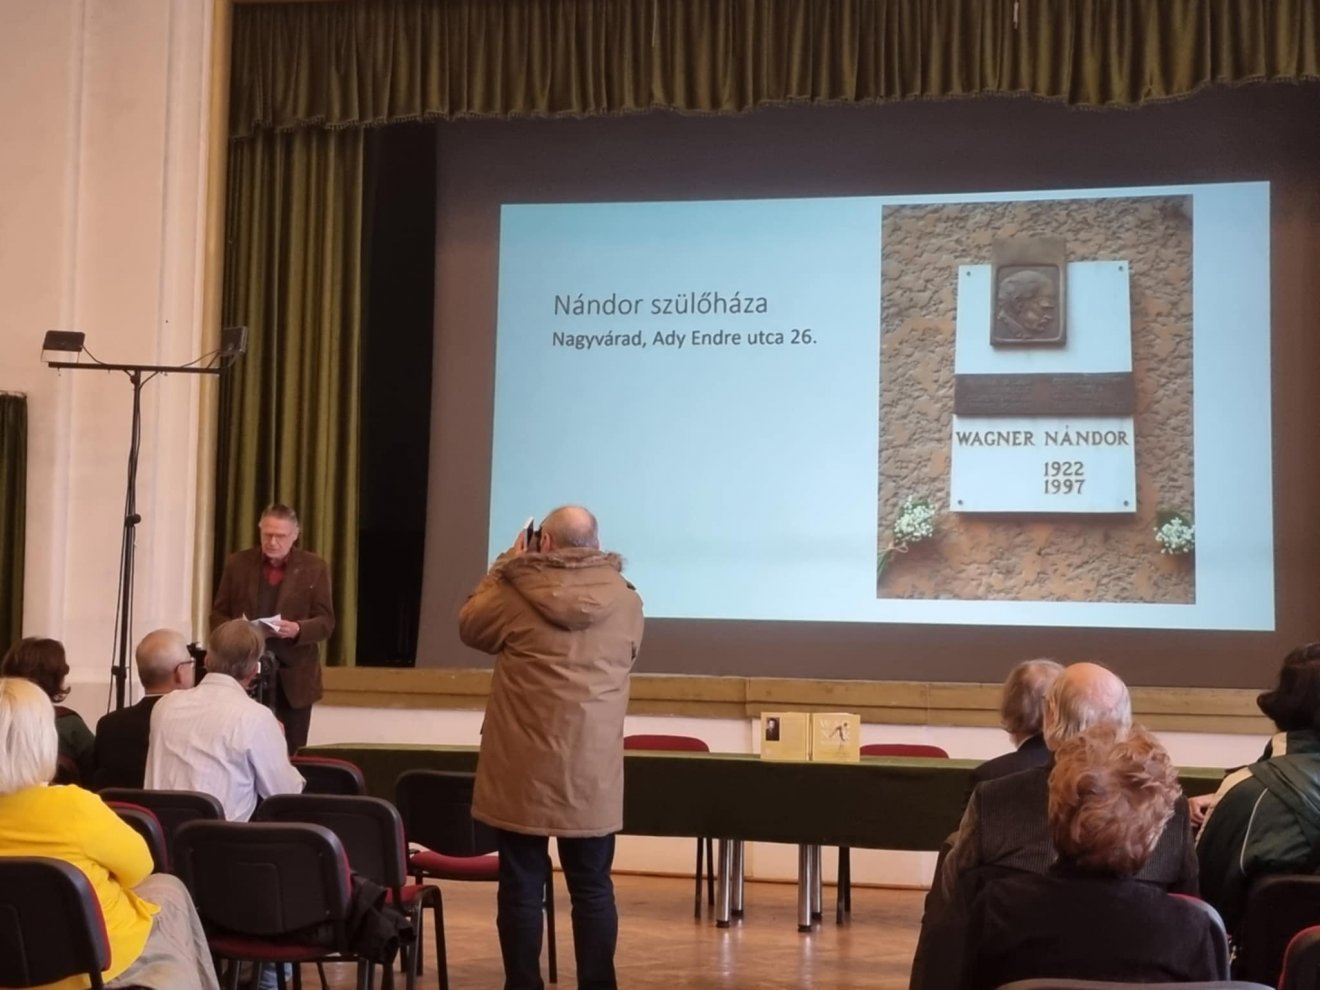 Nándor szülőháza
Nagyvárad, Ady Endre utca 26.
WAGNER NÁNDOR
1922
1997